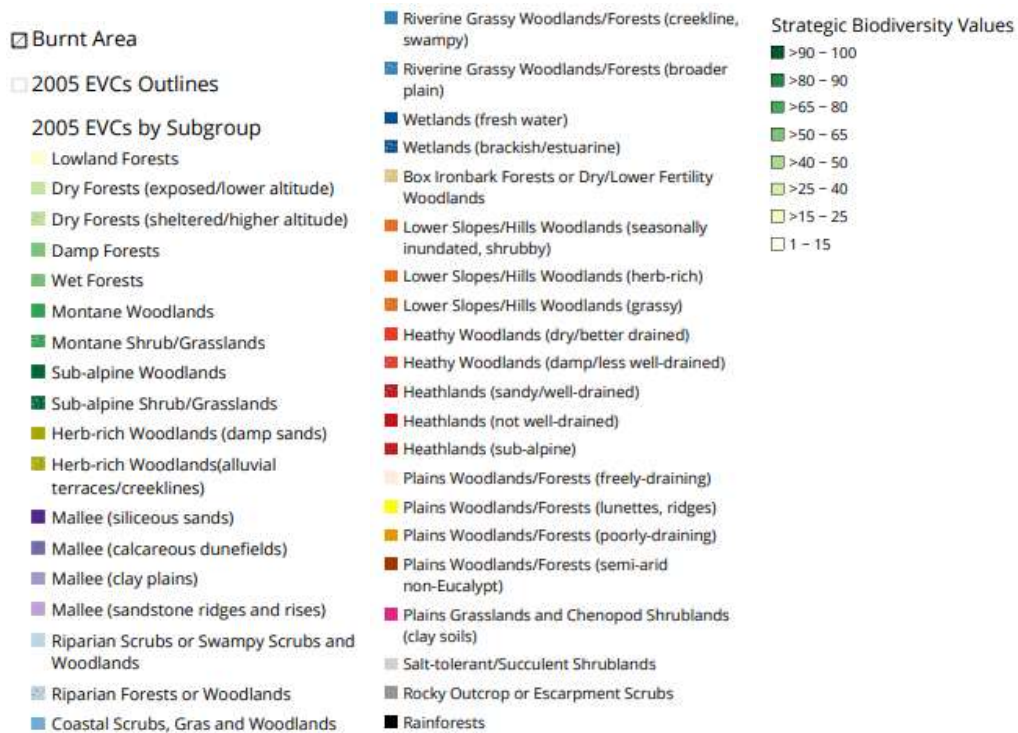 Burnt Area
2005 EVCs Outlines
2005 EVCs by Subgroup
Lowland Forests
Dry Forests (exposed/lower altitude)
Dry Forests (sheltered/higher altitude)
Damp Forests
Wet Forests
Montane Woodlands
Montane Shrub/Grasslands
Sub-alpine Woodlands
Sub-alpine Shrub/Grasslands
Herb-rich Woodlands (damp sands)
Herb-rich Woodlands(alluvial
terraces/creeklines)
Mallee (siliceous sands)
Mallee (calcareous dunefields)
Mallee (clay plains)
Mallee (sandstone ridges and rises)
Riparian Scrubs or Swampy Scrubs and
Woodlands
Riparian Forests or Woodlands
Coastal Scrubs, Gras and Woodlands
Riverine Grassy Woodlands/Forests (creekline,
swampy)
Riverine Grassy Woodlands/Forests (broader
plain)
Wetlands (fresh water)
Wetlands (brackish/estuarine)
Box Ironbark Forests or Dry/Lower Fertility
Woodlands
Lower Slopes/Hills Woodlands (seasonally
inundated, shrubby)
Lower Slopes/Hills Woodlands (herb-rich)
Lower Slopes/Hills Woodlands (grassy)
Heathy Woodlands (dry/better drained)
Heathy Woodlands (damp/less well-drained)
Heathlands (sandy/well-drained)
Heathlands (not well-drained)
Heathlands (sub-alpine)
Plains Woodlands/Forests (freely-draining)
Plains Woodlands/Forests (lunettes, ridges)
Plains Woodlands/Forests (poorly-draining)
Plains Woodlands/Forests (semi-arid
non-Eucalypt)
Plains Grasslands and Chenopod Shrublands
(clay soils)
Salt-tolerant/Succulent Shrublands
Rocky Outcrop or Escarpment Scrubs
Rainforests
Strategic Biodiversity Values
>90 – 100
>80 – 90
>65 – 80
>50 – 65
>40 – 50
>25 – 40
>15 – 25
1 – 15